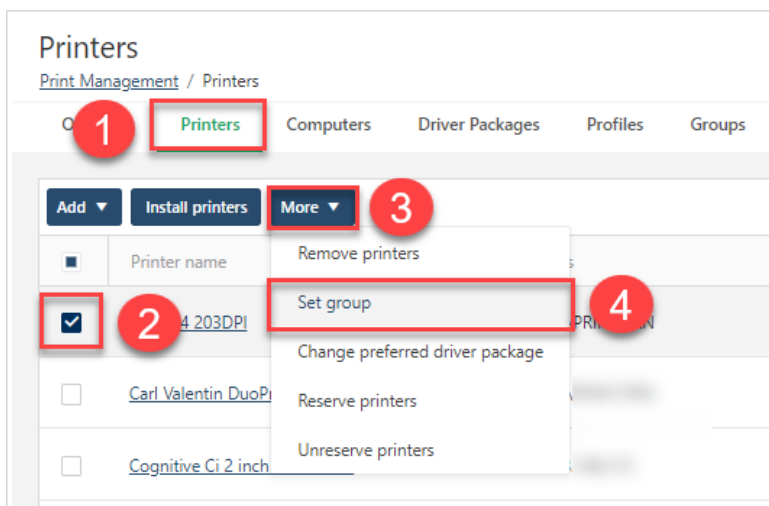 Printers
Print Management / Printers
1 Printers Computers Driver Packages Profiles Groups
Add Install printers More 3
Printer name Remove printers
2 4 203DPI Set group 4
Change preferred driver package
Carl Valentin Reserve printers
Cognitive Ci 2 inch Unreserve printers